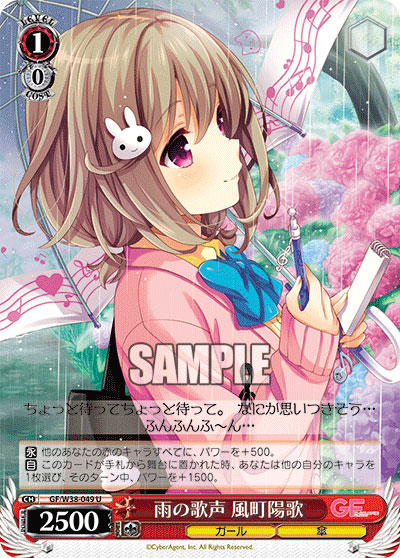 LEVEL
1
0
COST
SAMPLE
ちょっと待ってちょっと待って。 なにか思いつきそう…
ふんふんふ～ん…
永 他のあなたの赤のキャラすべてに、パワーを＋500。
自 このカードが手札から舞台に置かれた時、あなたは他の自分のキャラを
1枚選び、そのターン中、パワーを＋1500。
CH GF/W38-049 U
2500
雨の歌声 風町陽歌
GF
ガール
傘
©CyberAgent, Inc. All Rights Reserved.